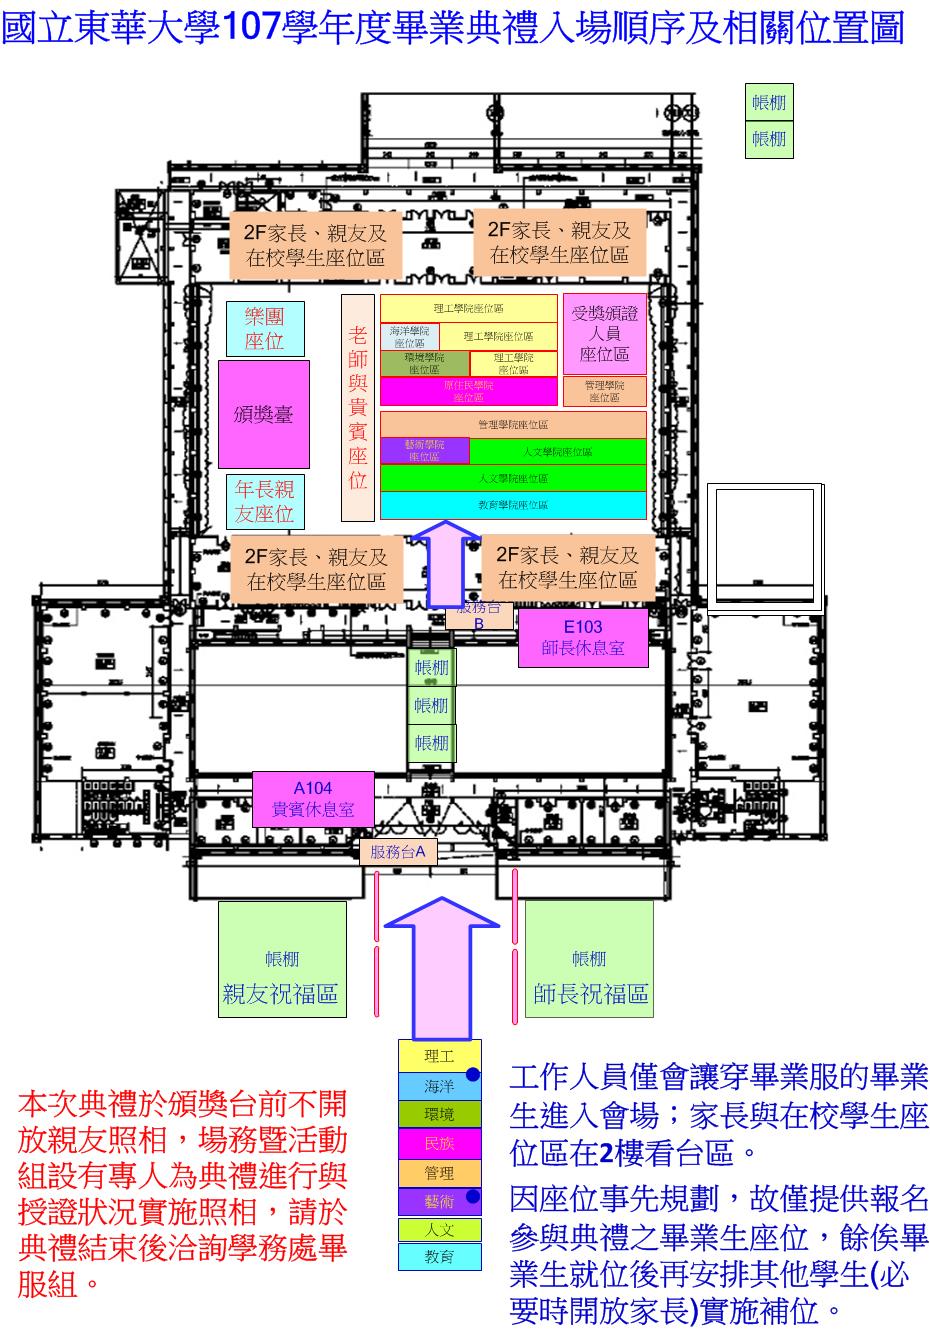 國立東華大學107學年度畢業典禮入場順序及相關位置圖
帳棚
帳棚
2F家長、親友及
在校學生座位區
2F家長、親友及
在校學生座位區
樂團
座位
頒獎臺
年長親
友座位
老師與貴賓座位
理工學院座位區
海洋學院
座位區
理工學院座位區
環境學院
座位區
理工學院
座位區
原住民學院
座位區
受獎頒證
人員
座位區
管理學院
座位區
管理學院座位區
藝術學院
座位區
人文學院座位區
人文學院座位區
教育學院座位區
2F家長、親友及
在校學生座位區
2F家長、親友及
在校學生座位區
服務台
B
E103
師長休息室
帳棚
帳棚
帳棚
A104
貴賓休息室
服務台A
帳棚
親友祝福區
帳棚
師長祝福區
理工
海洋
環境
民族
管理
藝術
人文
教育
本次典禮於頒獎台前不開
放親友照相，場務暨活動
組設有專人為典禮進行與
授證狀況實施照相，請於
典禮結束後洽詢學務處畢
服組。
工作人員僅會讓穿畢業服的畢業
生進入會場；家長與在校學生座
位區在2樓看台區。
因座位事先規劃，故僅提供報名
參與典禮之畢業生座位，餘俟畢
業生就位後再安排其他學生(必
要時開放家長)實施補位。